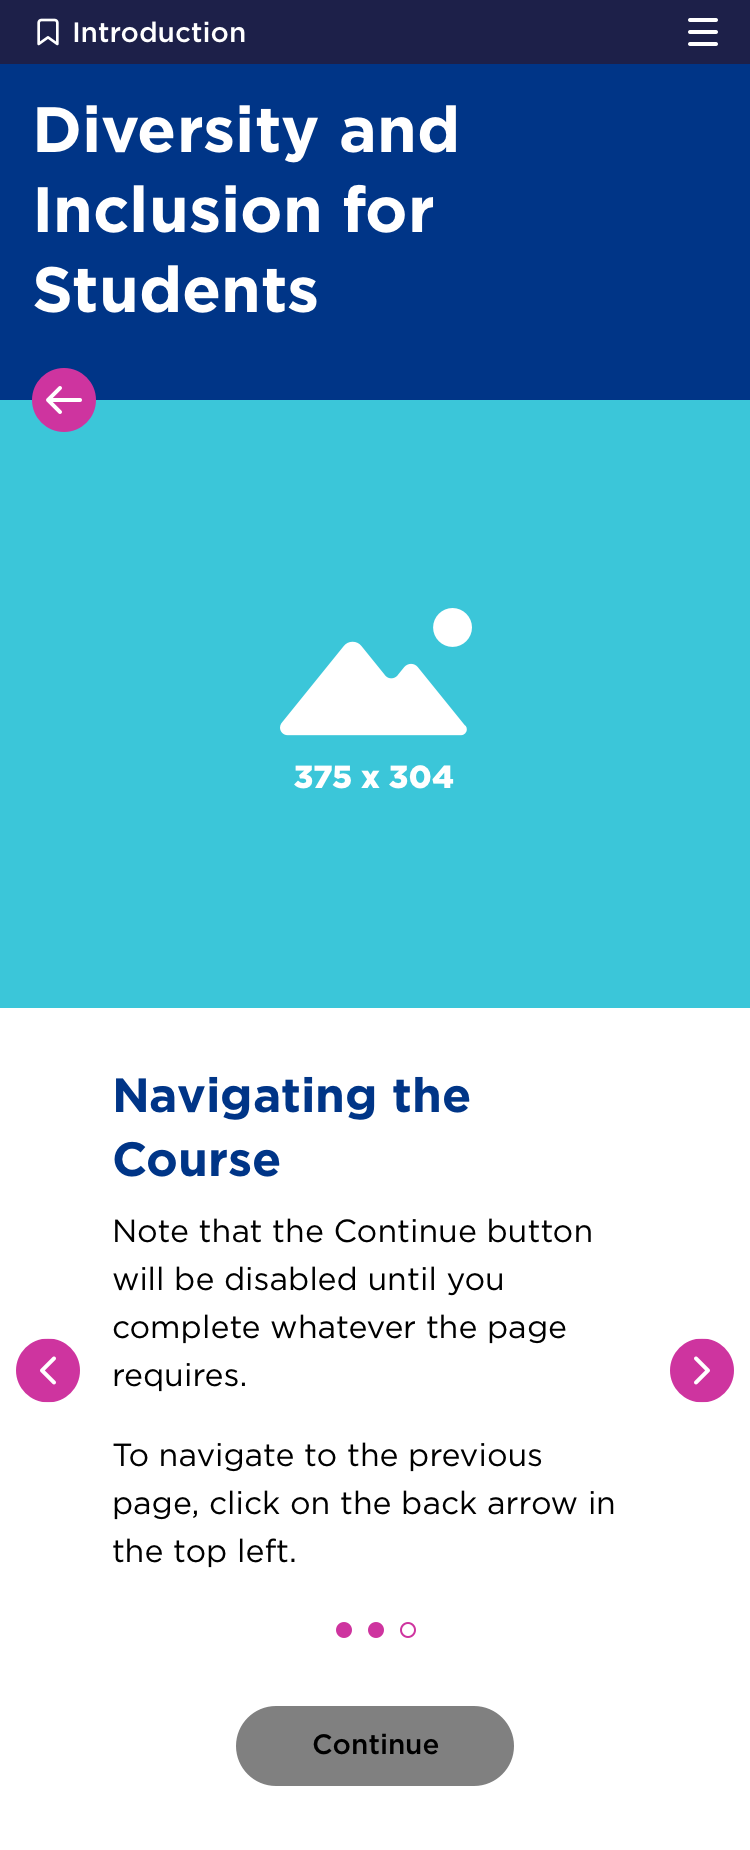 Introduction
Diversity and
Inclusion for
Students
375 x 304
Navigating the
Course
Note that the Continue button
will be disabled until you
complete whatever the page
requires.
To navigate to the previous
page, click on the back arrow in
the top left.
Continue